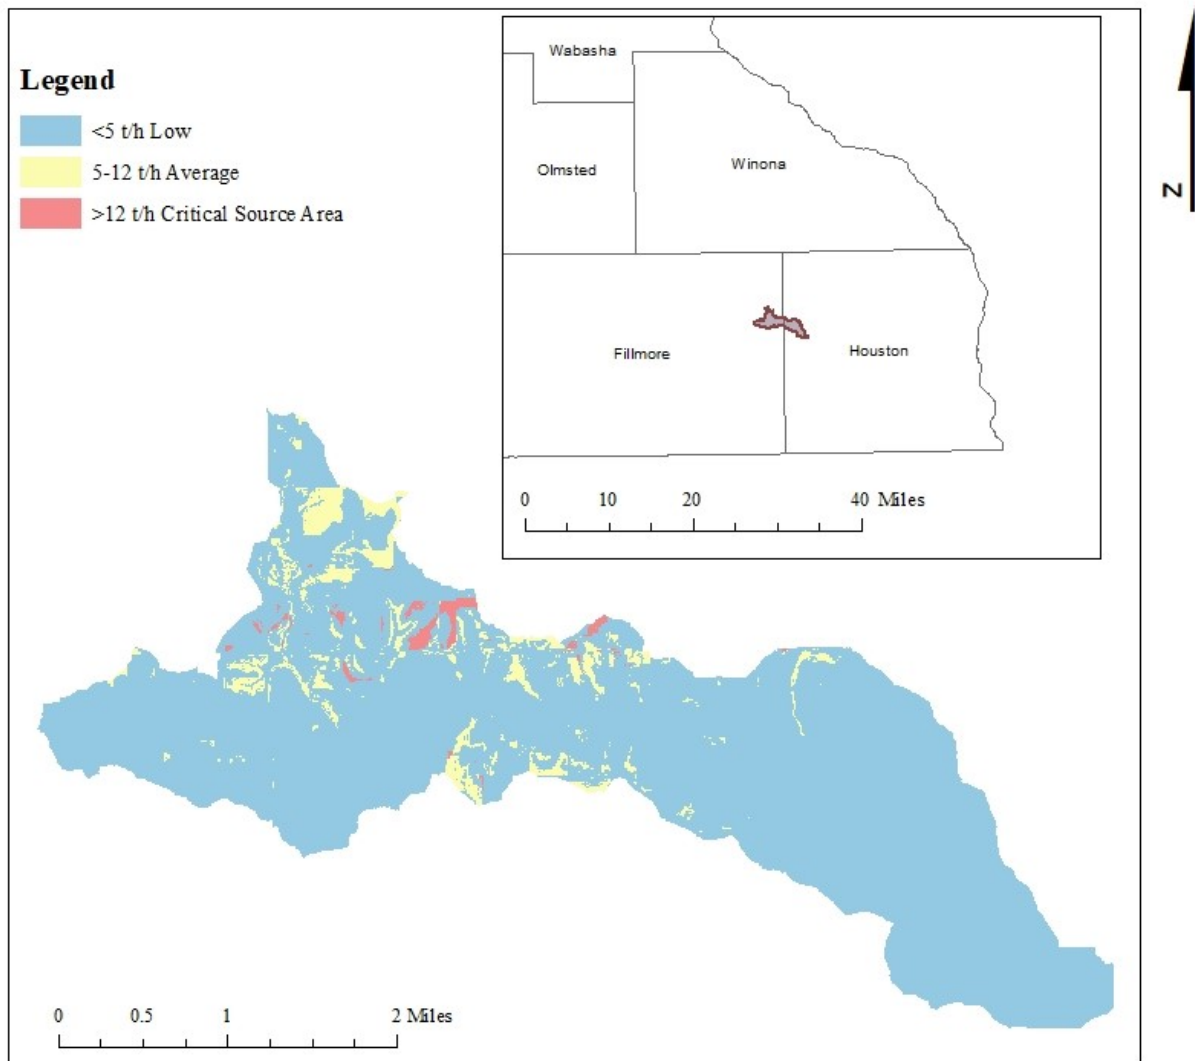 Legend
<5 t/h Low
5-12 t/h Average
>12 t/h Critical Source Area
Wabasha
Olmsted
Winona
Fillmore
Houston
0 10 20 40 Miles
0 0.5 1 2 Miles
N